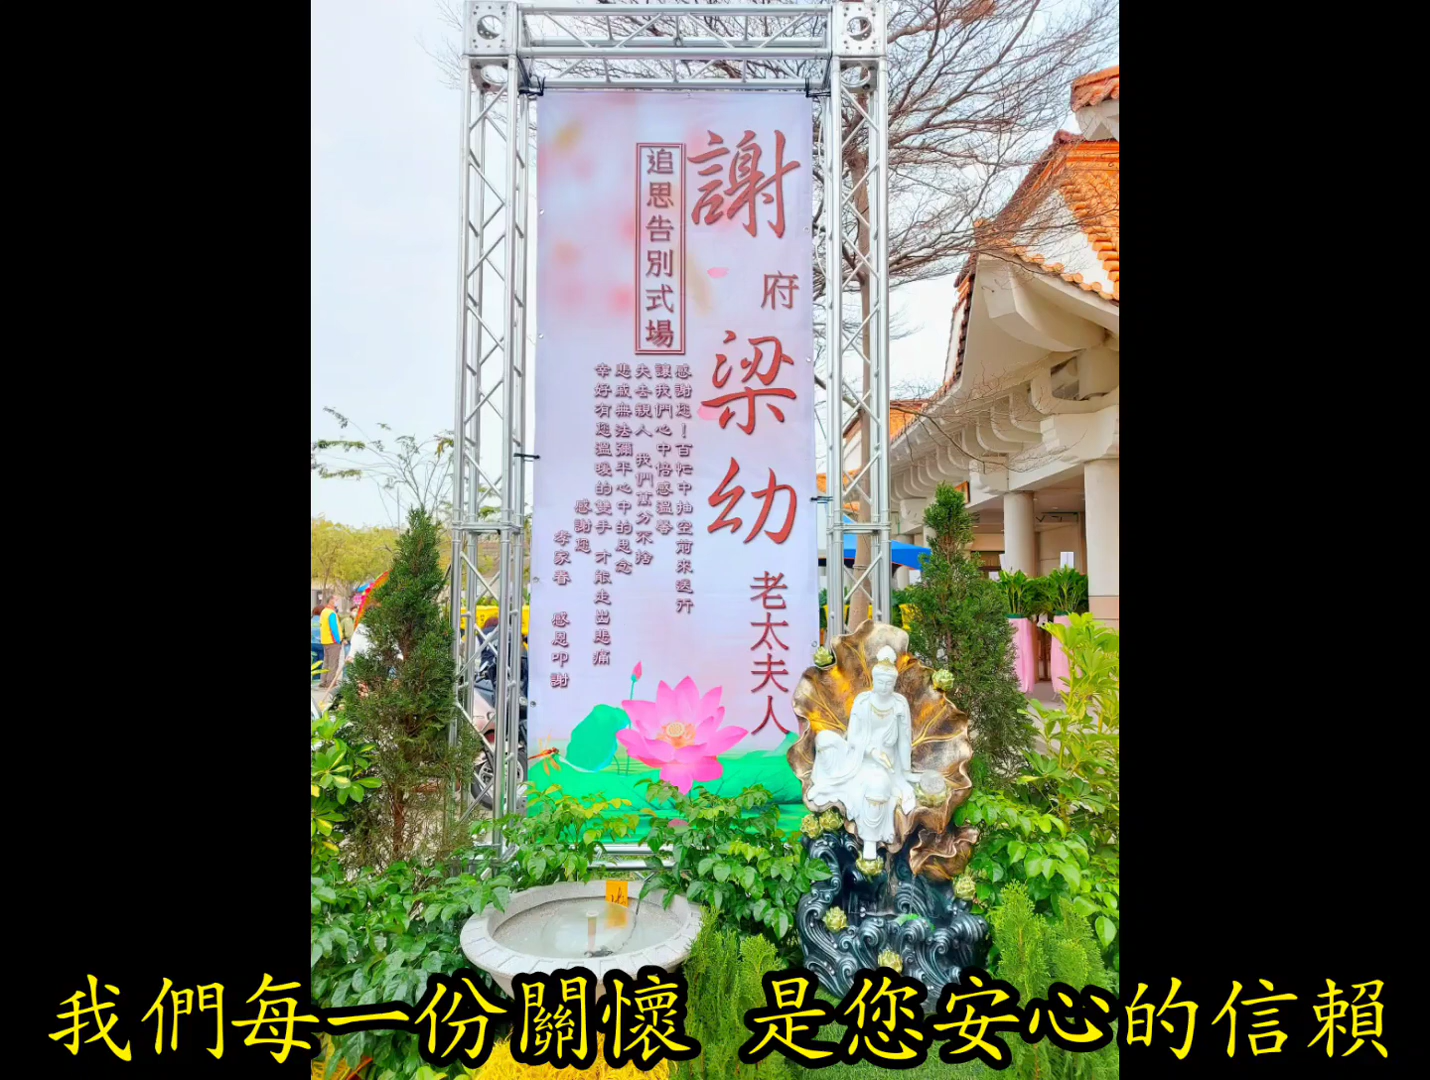 謝府梁幼老太夫人
追思告別式場
感謝您！百忙中抽空前來送行
讓我們心中倍感溫馨
失去親人 我們萬分不捨
悲戚無法彌平心中的思念
幸好有您溫暖的雙手 才能走出悲痛
感謝您
孝家眷 感恩叩謝
我們每一份關懷 是您安心的信賴